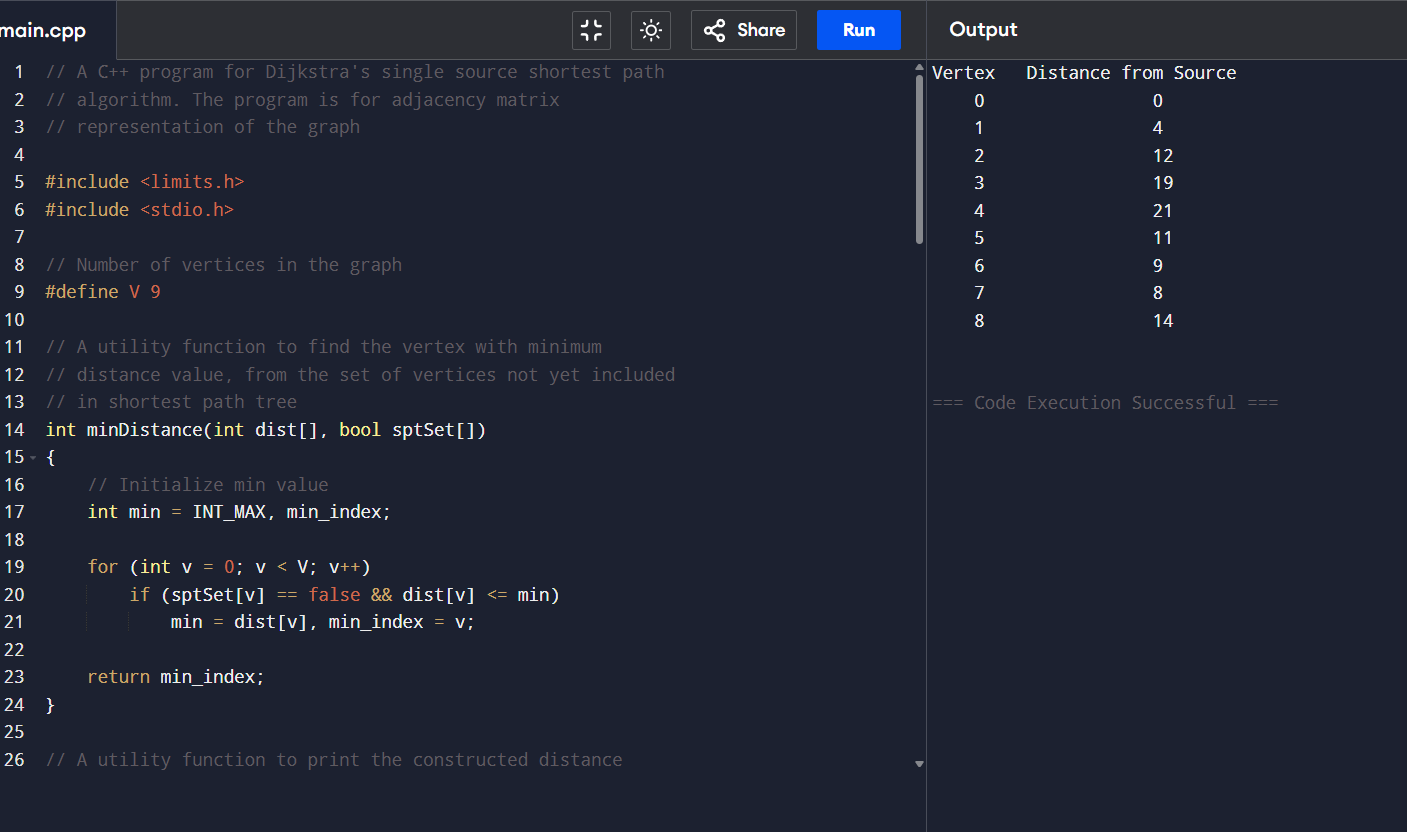 main.cpp
Share
Run
Output
1 // A C++ program for Dijkstra's single source shortest path
2 // algorithm. The program is for adjacency matrix
3 // representation of the graph
4
5 #include <limits.h>
6 #include <stdio.h>
7
8 // Number of vertices in the graph
9 #define V 9
10
11 // A utility function to find the vertex with minimum
12 // distance value, from the set of vertices not yet included
13 // in shortest path tree
14 int minDistance(int dist[], bool sptSet[])
15 {
16     // Initialize min value
17     int min = INT_MAX, min_index;
18
19     for (int v = 0; v < V; v++)
20         if (sptSet[v] == false && dist[v] <= min)
21             min = dist[v], min_index = v;
22
23     return min_index;
24 }
25
26 // A utility function to print the constructed distance
Vertex   Distance from Source
0 0
1 4
2 12
3 19
4 21
5 11
6 9
7 8
8 14
=== Code Execution Successful ===